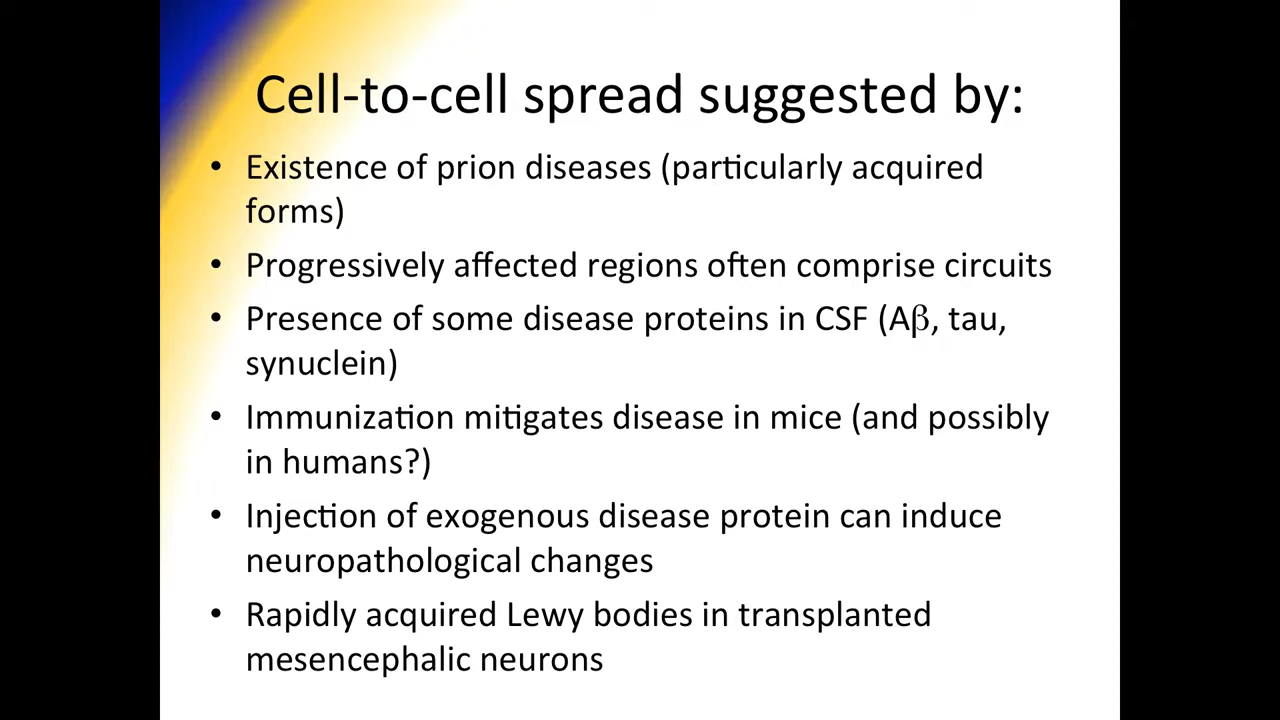 Cell-to-cell spread suggested by:
• Existence of prion diseases (particularly acquired
forms)
• Progressively affected regions often comprise circuits
• Presence of some disease proteins in CSF (Aβ, tau,
synuclein)
• Immunization mitigates disease in mice (and possibly
in humans?)
• Injection of exogenous disease protein can induce
neuropathological changes
• Rapidly acquired Lewy bodies in transplanted
mesencephalic neurons